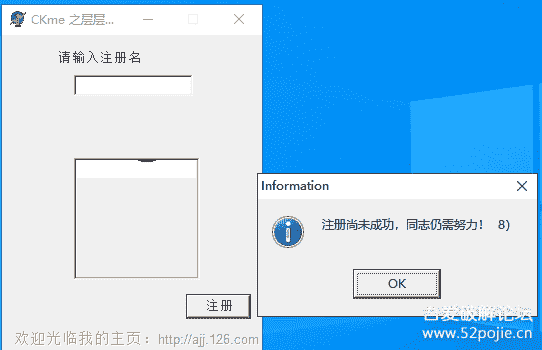 CKme 之层层...
请输入注册名
注册
欢迎光临我的主页：http://ajj.126.com
Information
注册尚未成功，同志仍需努力！ 8)
OK
吾爱破解论坛
www.52pojie.cn